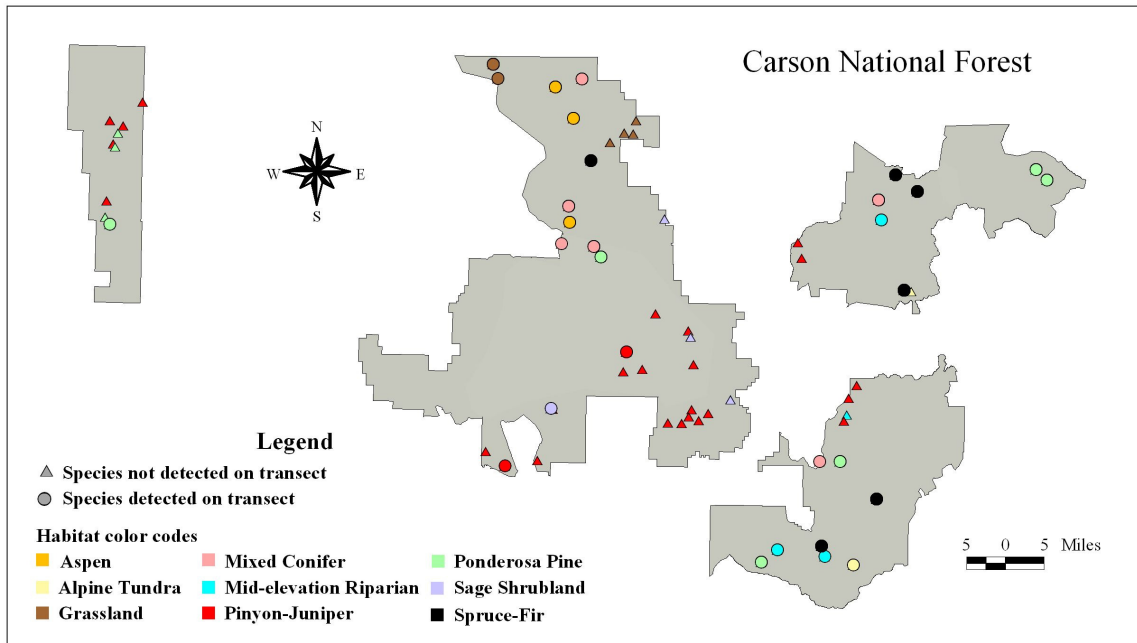 Carson National Forest
N
W E
S
Legend
Species not detected on transect
Species detected on transect
Habitat color codes
Aspen Mixed Conifer Ponderosa Pine
Alpine Tundra Mid-elevation Riparian Sage Shrubland
Grassland Pinyon-Juniper Spruce-Fir
5 0 5 Miles